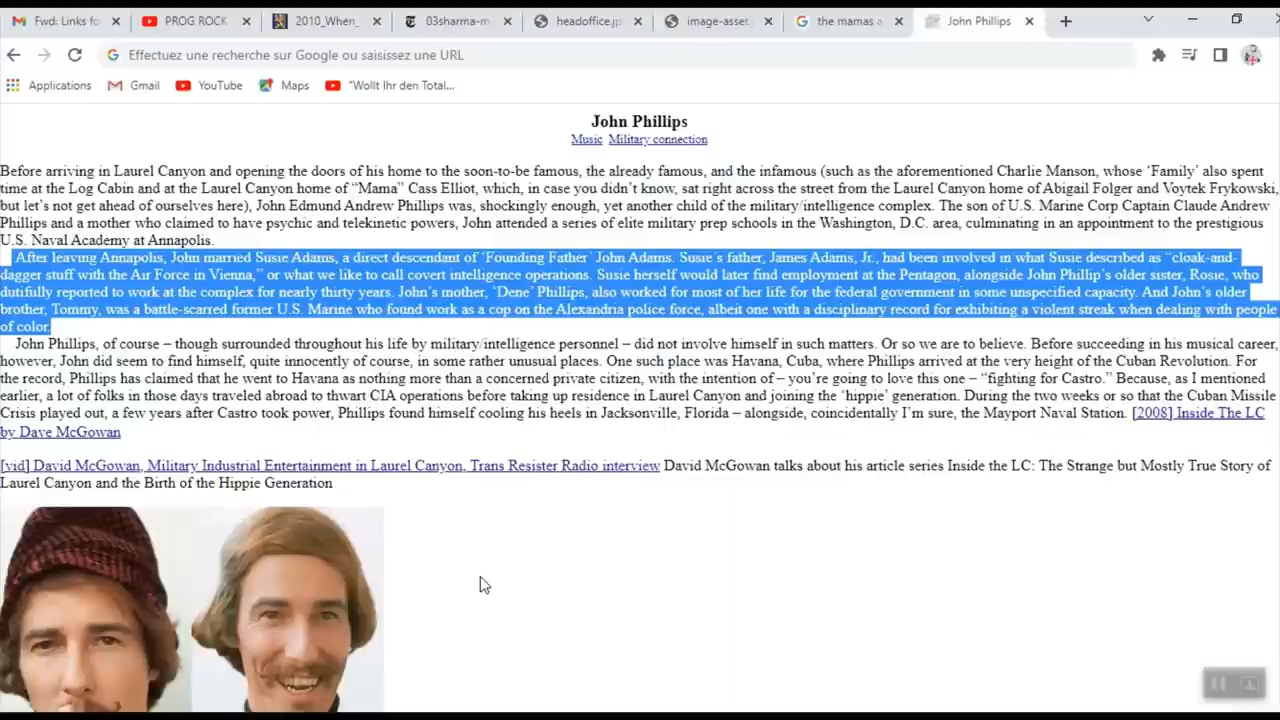 Fwd: Links fo
PROG ROCK
2010_When_
03sharma-m
headoffice.jp
image-asset.
the mamas a
John Phillips
Effectuez une recherche sur Google ou saisissez une URL
Applications
Gmail
YouTube
Maps
"Wollt Ihr den Total...
John Phillips
Music Military connection
Before arriving in Laurel Canyon and opening the doors of his home to the soon-to-be famous, the already famous, and the infamous (such as the aforementioned Charlie Manson, whose ‘Family’ also spent
time at the Log Cabin and at the Laurel Canyon home of “Mama” Cass Elliot, which, in case you didn’t know, sat right across the street from the Laurel Canyon home of Abigail Folger and Voytek Frykowski,
but let’s not get ahead of ourselves here), John Edmund Andrew Phillips was, shockingly enough, yet another child of the military/intelligence complex. The son of U.S. Marine Corp Captain Claude Andrew
Phillips and a mother who claimed to have psychic and telekinetic powers, John attended a series of elite military prep schools in the Washington, D.C. area, culminating in an appointment to the prestigious
U.S. Naval Academy at Annapolis.
After leaving Annapolis, John married Susie Adams, a direct descendant of ‘Founding Father’ John Adams. Susie’s father, James Adams, Jr., had been involved in what Susie described as “cloak-and-
dagger stuff with the Air Force in Vienna,” or what we like to call covert intelligence operations. Susie herself would later find employment at the Pentagon, alongside John Phillip’s older sister, Rosie, who
dutifully reported to work at the complex for nearly thirty years. John’s mother, ‘Dene’ Phillips, also worked for most of her life for the federal government in some unspecified capacity. And John’s older
brother, Tommy, was a battle-scarred former U.S. Marine who found work as a cop on the Alexandria police force, albeit one with a disciplinary record for exhibiting a violent streak when dealing with people
of color.
John Phillips, of course – though surrounded throughout his life by military/intelligence personnel – did not involve himself in such matters. Or so we are to believe. Before succeeding in his musical career,
however, John did seem to find himself, quite innocently of course, in some rather unusual places. One such place was Havana, Cuba, where Phillips arrived at the very height of the Cuban Revolution. For
the record, Phillips has claimed that he went to Havana as nothing more than a concerned private citizen, with the intention of – you’re going to love this one – “fighting for Castro.” Because, as I mentioned
earlier, a lot of folks in those days traveled abroad to thwart CIA operations before taking up residence in Laurel Canyon and joining the ‘hippie’ generation. During the two weeks or so that the Cuban Missile
Crisis played out, a few years after Castro took power, Phillips found himself cooling his heels in Jacksonville, Florida – alongside, coincidentally I’m sure, the Mayport Naval Station. [2008] Inside The LC
by Dave McGowan
[vid] David McGowan, Military Industrial Entertainment in Laurel Canyon, Trans Resister Radio interview David McGowan talks about his article series Inside the LC: The Strange but Mostly True Story of
Laurel Canyon and the Birth of the Hippie Generation